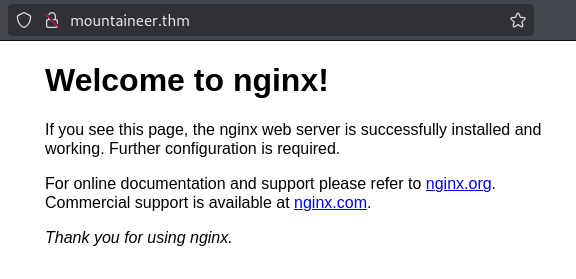 mountaineer.thm
Welcome to nginx!
If you see this page, the nginx web server is successfully installed and
working. Further configuration is required.
For online documentation and support please refer to nginx.org.
Commercial support is available at nginx.com.
Thank you for using nginx.